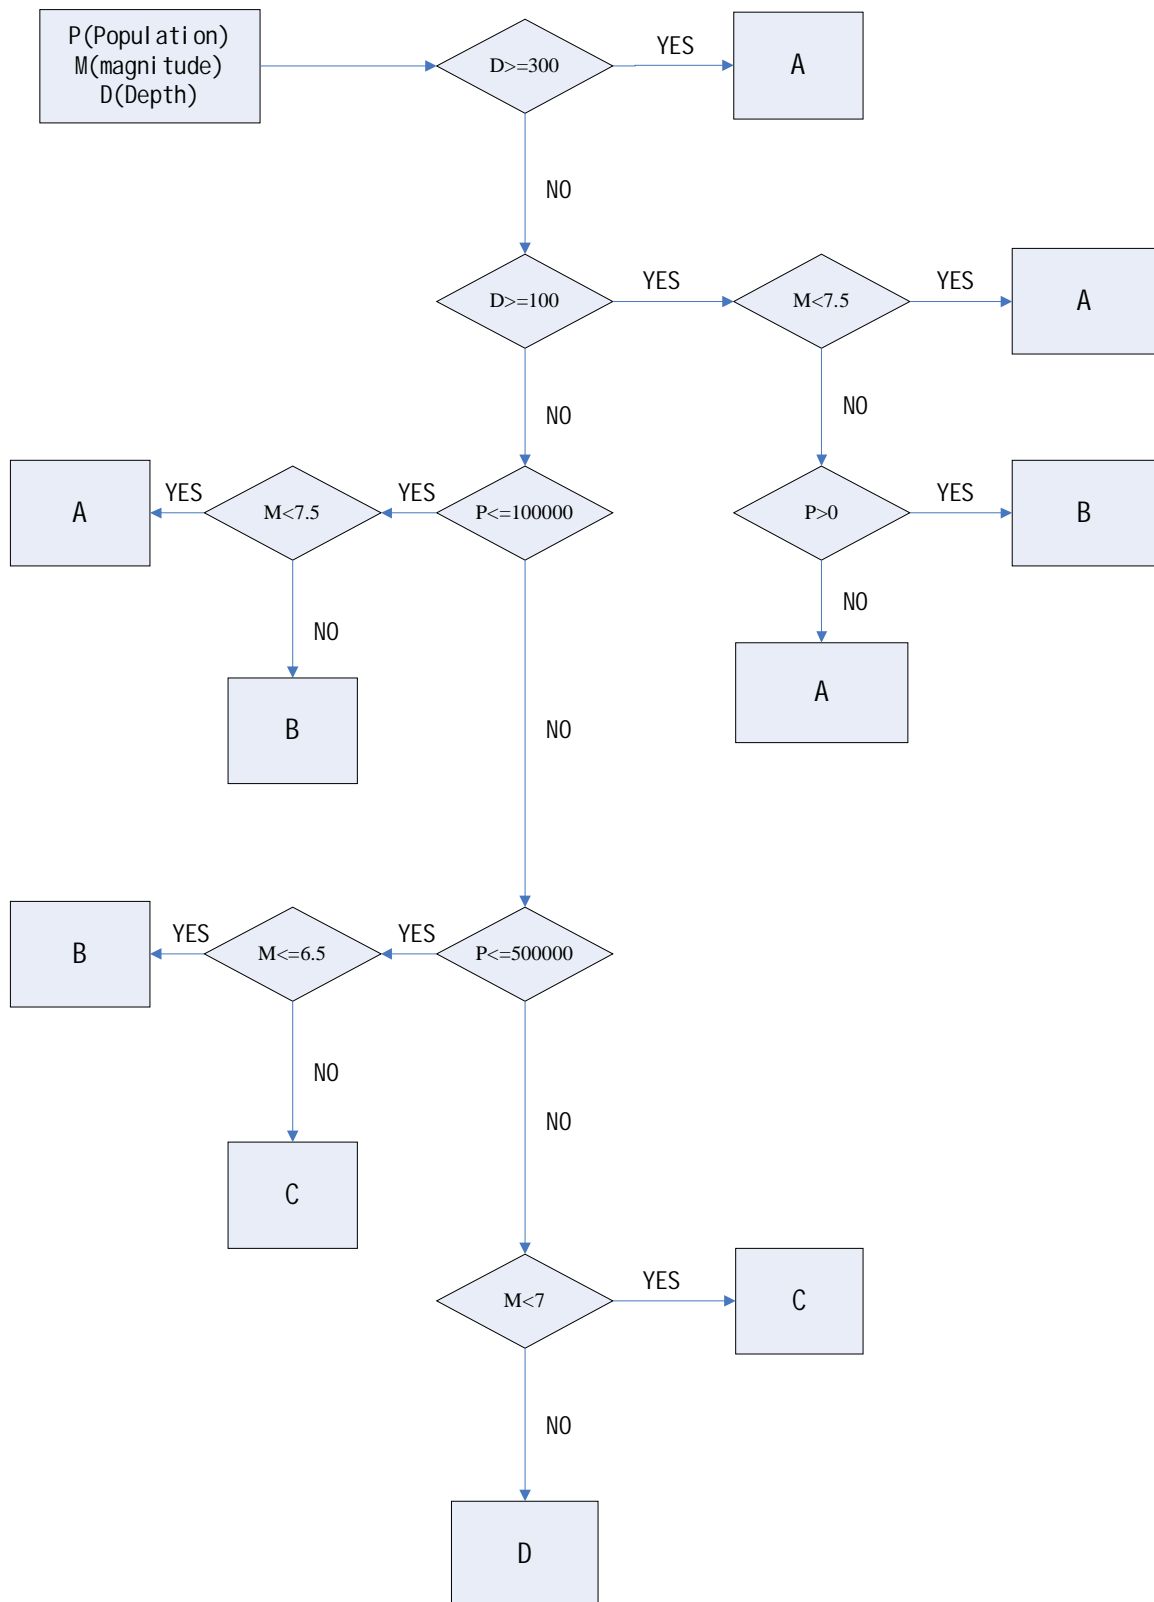 P(Population)
M(magnitude)
D(Depth)
D>=300
YES
A
NO
D>=100
YES
M<7.5
YES
A
NO
NO
A
YES
M<7.5
YES
P<=100000
P>0
YES
B
NO
NO
A
B
NO
B
YES
M<=6.5
YES
P<=500000
NO
C
NO
M<7
YES
C
NO
D